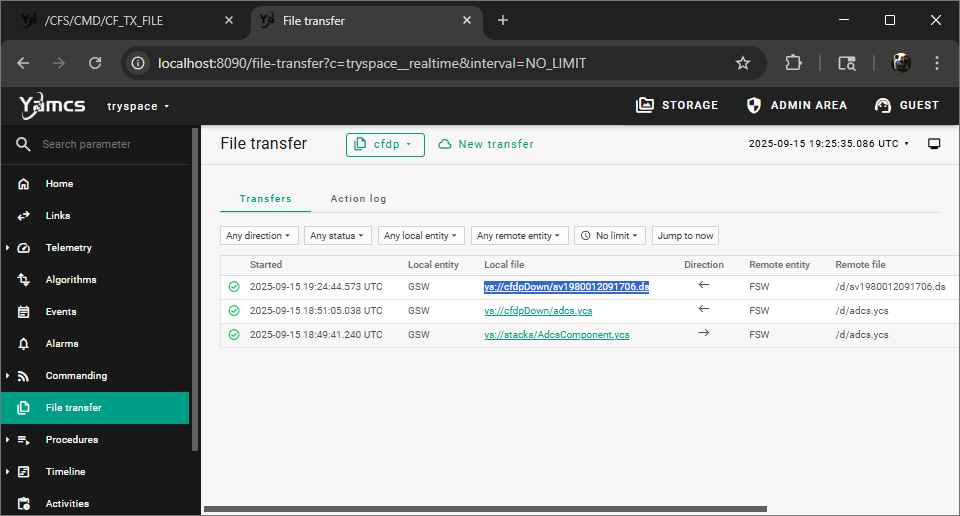 /CFS/CMD/CF_TX_FILE
File transfer
localhost:8090/file-transfer?c=tryspace__realtime&interval=NO_LIMIT
Yamcs
tryspace
STORAGE
ADMIN AREA
GUEST
Search parameter
Home
Links
Telemetry
Algorithms
Events
Alarms
Commanding
File transfer
Procedures
Timeline
Activities
File transfer
cfdp
New transfer
2025-09-15 19:25:35.086 UTC
Transfers
Action log
Any direction
Any status
Any local entity
Any remote entity
No limit
Jump to now
Started Local entity Local file Direction Remote entity Remote file
2025-09-15 19:24:44.573 UTC GSW ys://cfdpDown/sv1980012091706.ds ← FSW /d/sv1980012091706.ds
2025-09-15 18:51:05.038 UTC GSW ys://cfdpDown/adcs.ycs ← FSW /d/adcs.ycs
2025-09-15 18:49:41.240 UTC GSW ys://stacks/AdcsComponent.ycs → FSW /d/adcs.ycs